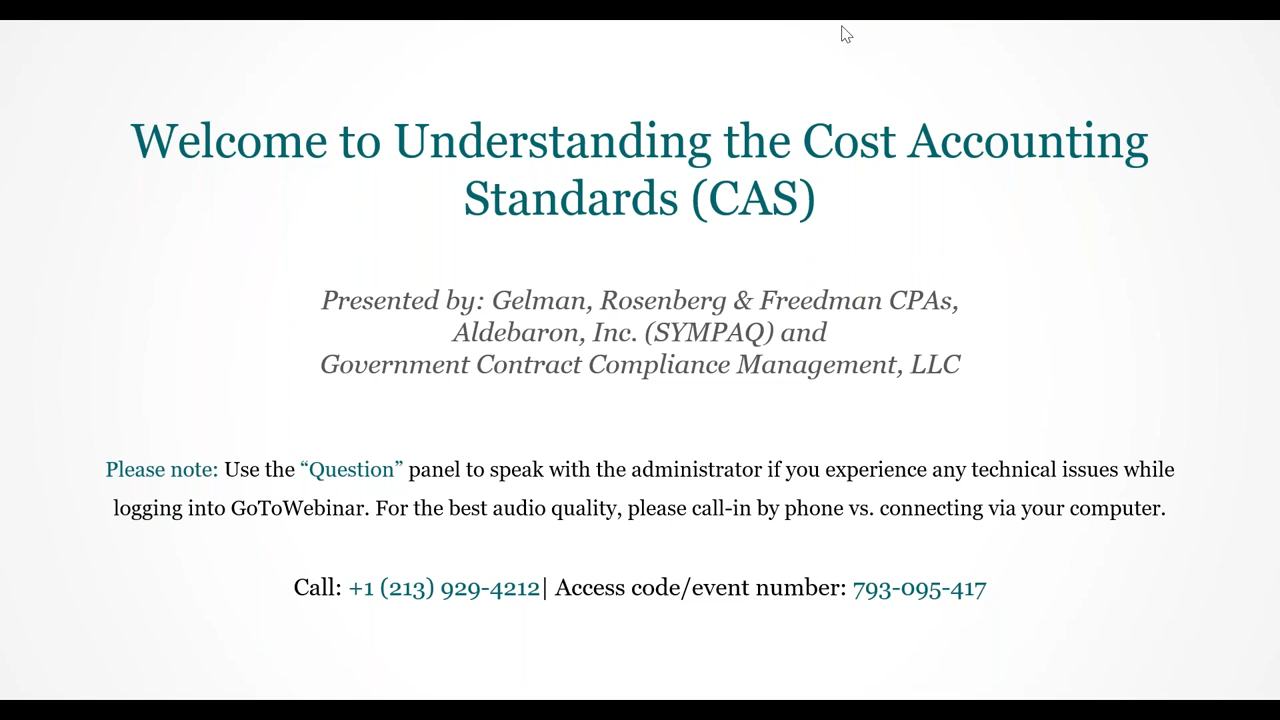 Welcome to Understanding the Cost Accounting
Standards (CAS)
Presented by: Gelman, Rosenberg & Freedman CPAs,
Aldebaron, Inc. (SYMPAQ) and
Government Contract Compliance Management, LLC
Please note: Use the “Question” panel to speak with the administrator if you experience any technical issues while
logging into GoToWebinar. For the best audio quality, please call-in by phone vs. connecting via your computer.
Call: +1 (213) 929-4212| Access code/event number: 793-095-417